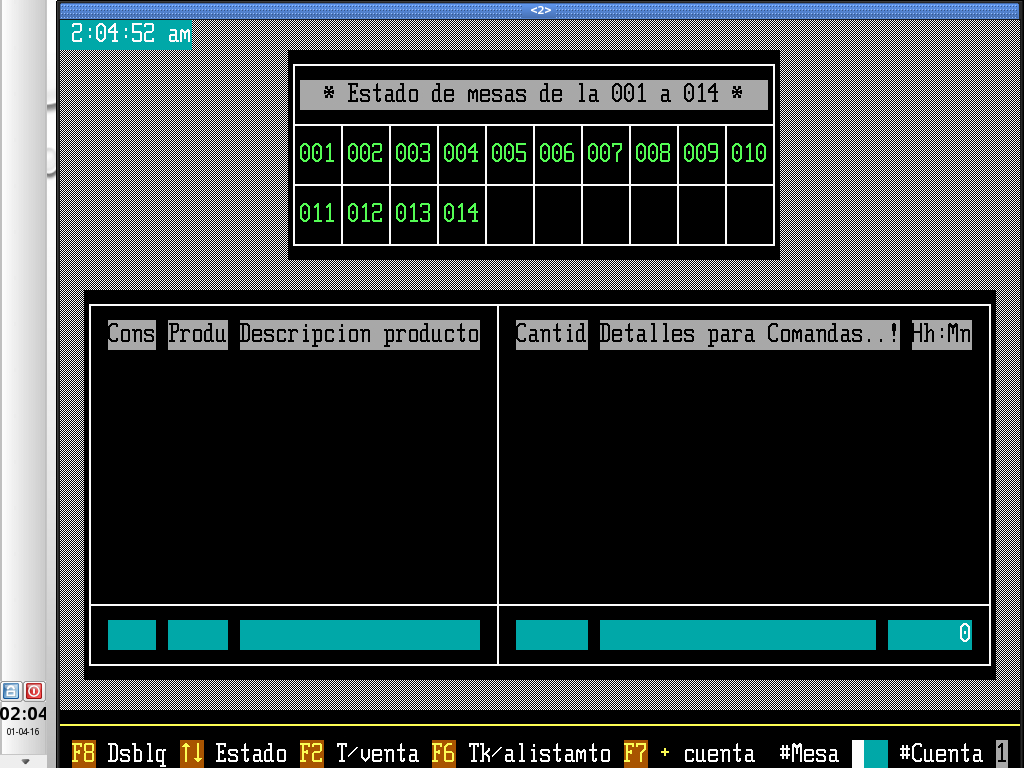 <2>
2:04:52 am
* Estado de mesas de la 001 a 014 *
001 002 003 004 005 006 007 008 009 010
011 012 013 014
Cons Produ Descripcion producto Cantid Detalles para Comandas..! Hh:Mn
0
02:04
01-04-16
F8 Dsblq ↑↓ Estado F2 T/venta F6 Tk/alistamto F7 + cuenta #Mesa #Cuenta 1